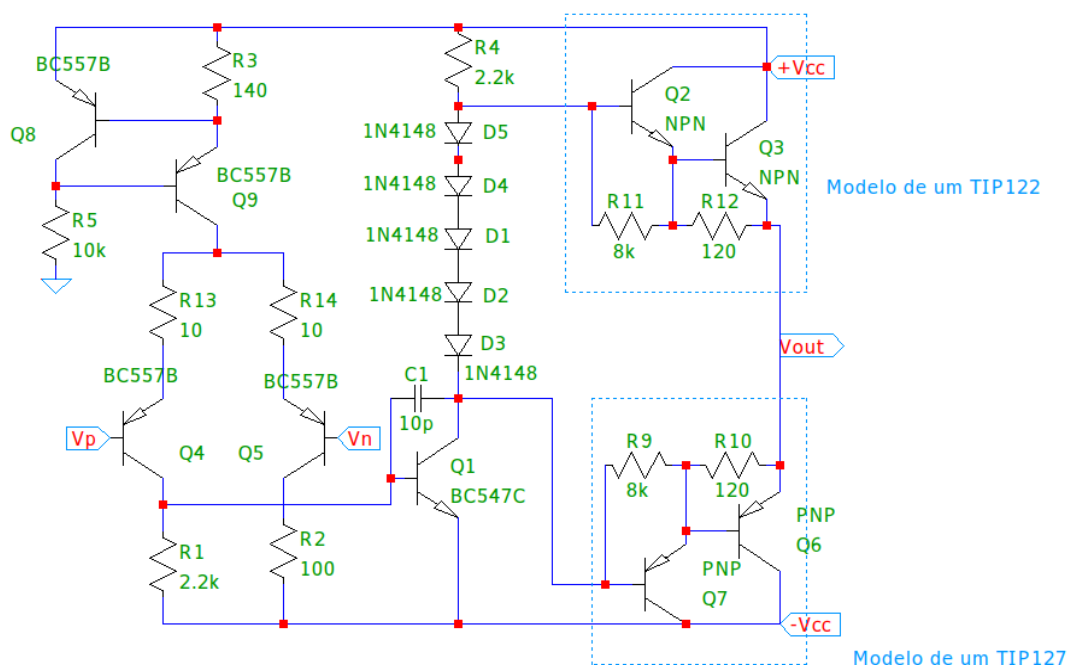 BC557B
Q8
R3
140
R4
2.2k
+Vcc
Q2
NPN
Q3
NPN
1N4148
D5
1N4148
D4
1N4148
D1
1N4148
D2
D3
1N4148
BC557B
Q9
R5
10k
R11
8k
R12
120
Modelo de um TIP122
R13
10
R14
10
Vout
BC557B
BC557B
C1
10p
Vp
Q4
Q5
Vn
Q1
BC547C
R9
8k
R10
120
PNP
Q6
PNP
Q7
R1
2.2k
R2
100
-Vcc
Modelo de um TIP127